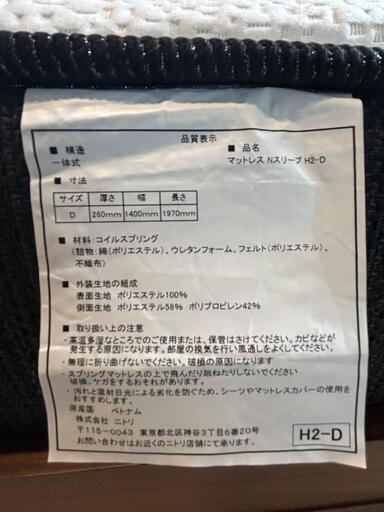 品質表示
■ 構造
一体式
■ 品名
マットレス Nスリープ H2-D
■ 寸法
サイズ 厚さ 幅 長さ
D 260mm 1400mm 1970mm
■ 材料:コイルスプリング
(詰物:綿(ポリエステル)、ウレタンフォーム、フェルト(ポリエステル)、
不織布)
■ 外装生地の組成
表面生地 ポリエステル100%
側面生地 ポリエステル58% ポリプロピレン42%
■ 取り扱い上の注意
・高温多湿なところでのご使用または、保管はさけてください。カビなどが
発生する原因になります。部屋の換気を行い風通しをよくしてください。
・無理に折り曲げないでください。破損の原因になります
・スプリングマットレスの上で飛んだり跳ねたりしないでください
破損、ケガをするおそれがあります。
・汚れと直射日光による劣化を防ぐため、シーツやマットレスカバーの使用を
おすすめします。
原産国 ベトナム
株式会社 ニトリ
〒115-0043 東京都北区神谷3丁目6番20号
お問い合わせはお近くのニトリ店舗にて承ります。
H2-D